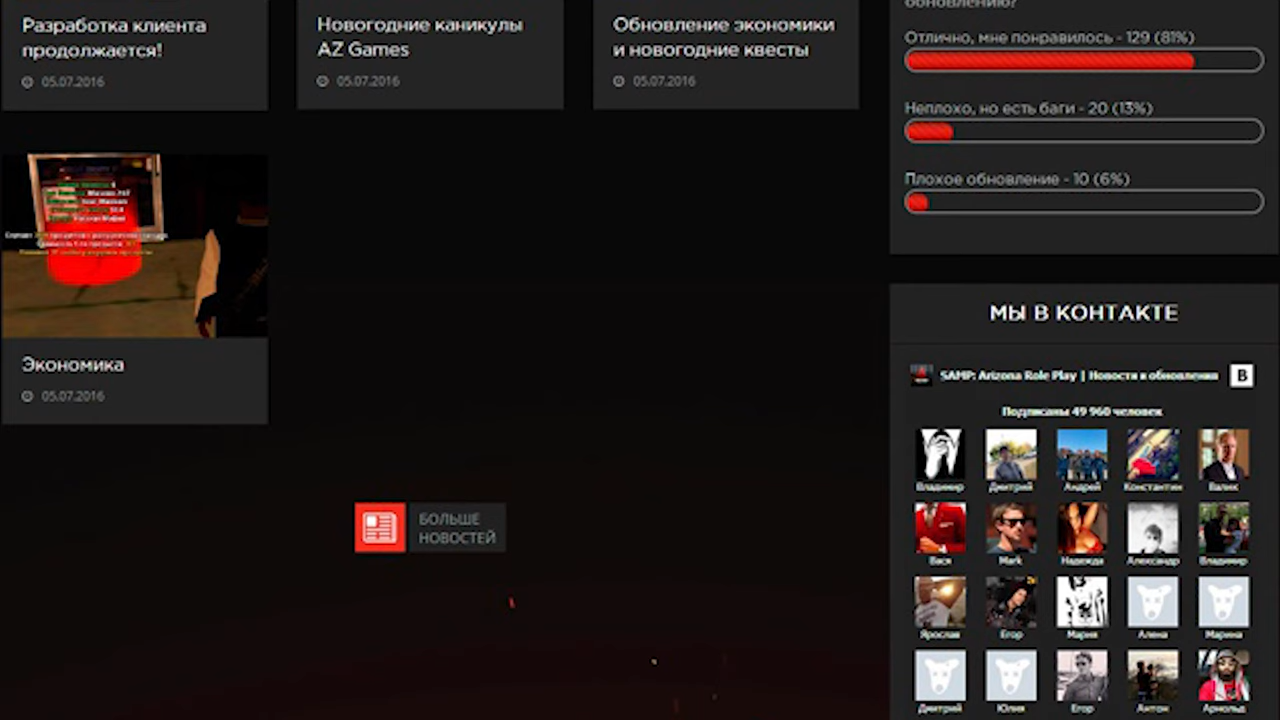 Разработка клиента
продолжается!
05.07.2016
Новогодние каникулы
AZ Games
05.07.2016
Обновление экономики
и новогодние квесты
05.07.2016
Экономика
05.07.2016
БОЛЬШЕ
НОВОСТЕЙ
обновлению?
Отлично, мне понравилось - 129 (81%)
Неплохо, но есть баги - 20 (13%)
Плохое обновление - 10 (6%)
МЫ В КОНТАКТЕ
SAMP: Arizona Role Play | Новости и обновления
B
Подписаны 49 960 человек
Владимир Дмитрий Андрей Константин Валик
Вася Mark Надежда Александр Владимир
Ярослав Егор Мария Алена Марина
Дмитрий Юлия Егор Антон Арнольд